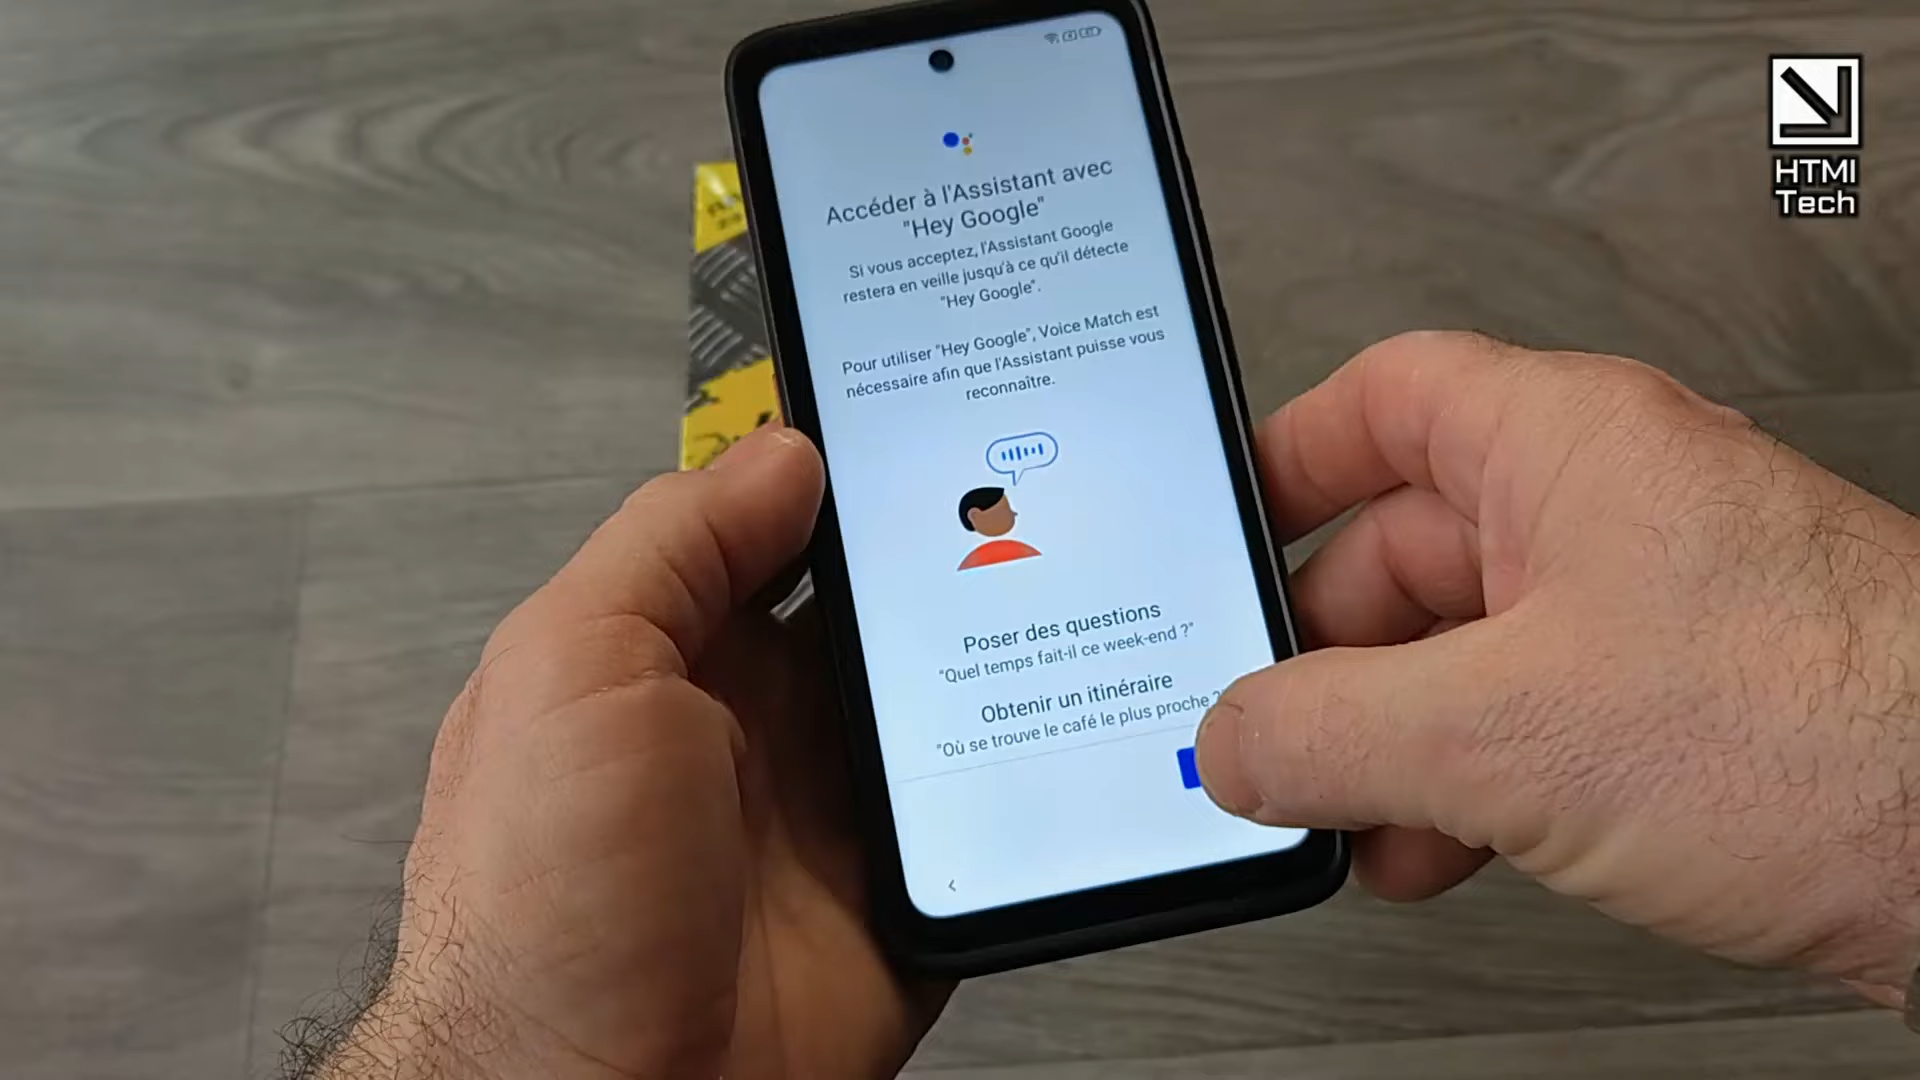 Accéder à l'Assistant avec
"Hey Google"
Si vous acceptez, l'Assistant Google
restera en veille jusqu'à ce qu'il détecte
"Hey Google".
Pour utiliser "Hey Google", Voice Match est
nécessaire afin que l'Assistant puisse vous
reconnaître.
Poser des questions
"Quel temps fait-il ce week-end ?"
Obtenir un itinéraire
"Où se trouve le café le plus proche ?"
HTMI
Tech